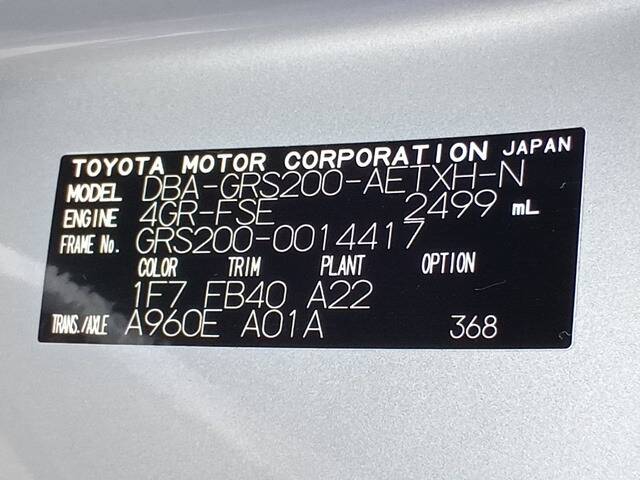 TOYOTA MOTOR CORPORATION JAPAN
MODEL DBA-GRS200-AETXH-N
ENGINE 4GR-FSE 2499 mL
FRAME No. GRS200-0014417
COLOR TRIM PLANT OPTION
1F7 FB40 A22
TRANS./AXLE A960E A01A 368